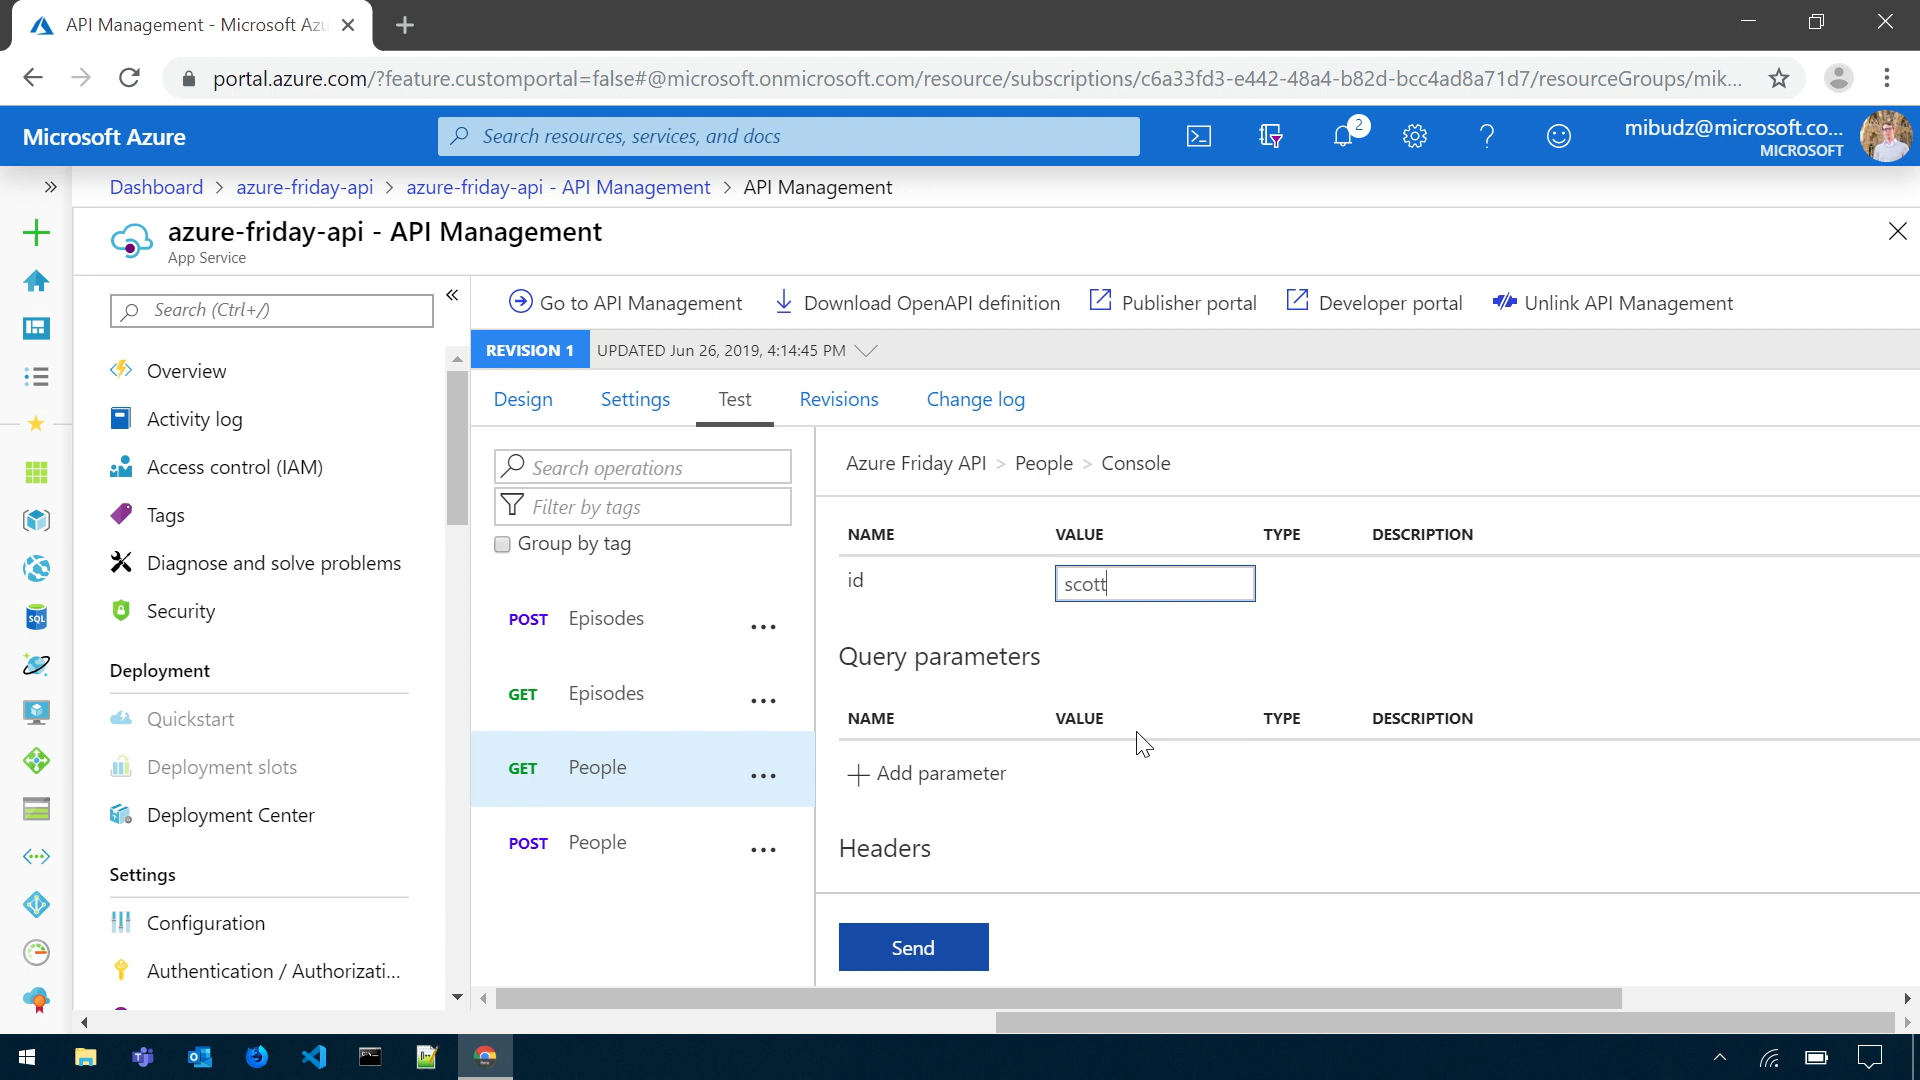 API Management - Microsoft Azu
portal.azure.com/?feature.customportal=false#@microsoft.onmicrosoft.com/resource/subscriptions/c6a33fd3-e442-48a4-b82d-bcc4ad8a71d7/resourceGroups/mik...
Microsoft Azure
Search resources, services, and docs
2
mibudz@microsoft.co...
MICROSOFT
Dashboard > azure-friday-api > azure-friday-api - API Management > API Management
azure-friday-api - API Management
App Service
Search (Ctrl+/)
Overview
Activity log
Access control (IAM)
Tags
Diagnose and solve problems
Security
Deployment
Quickstart
Deployment slots
Deployment Center
Settings
Configuration
Authentication / Authorizati...
SQL
Go to API Management
Download OpenAPI definition
Publisher portal
Developer portal
Unlink API Management
REVISION 1
UPDATED Jun 26, 2019, 4:14:45 PM
Design
Settings
Test
Revisions
Change log
Search operations
Filter by tags
Group by tag
POST Episodes ...
GET Episodes ...
GET People ...
POST People ...
Azure Friday API > People > Console
NAME VALUE TYPE DESCRIPTION
id scott
Query parameters
NAME VALUE TYPE DESCRIPTION
Add parameter
Headers
Send